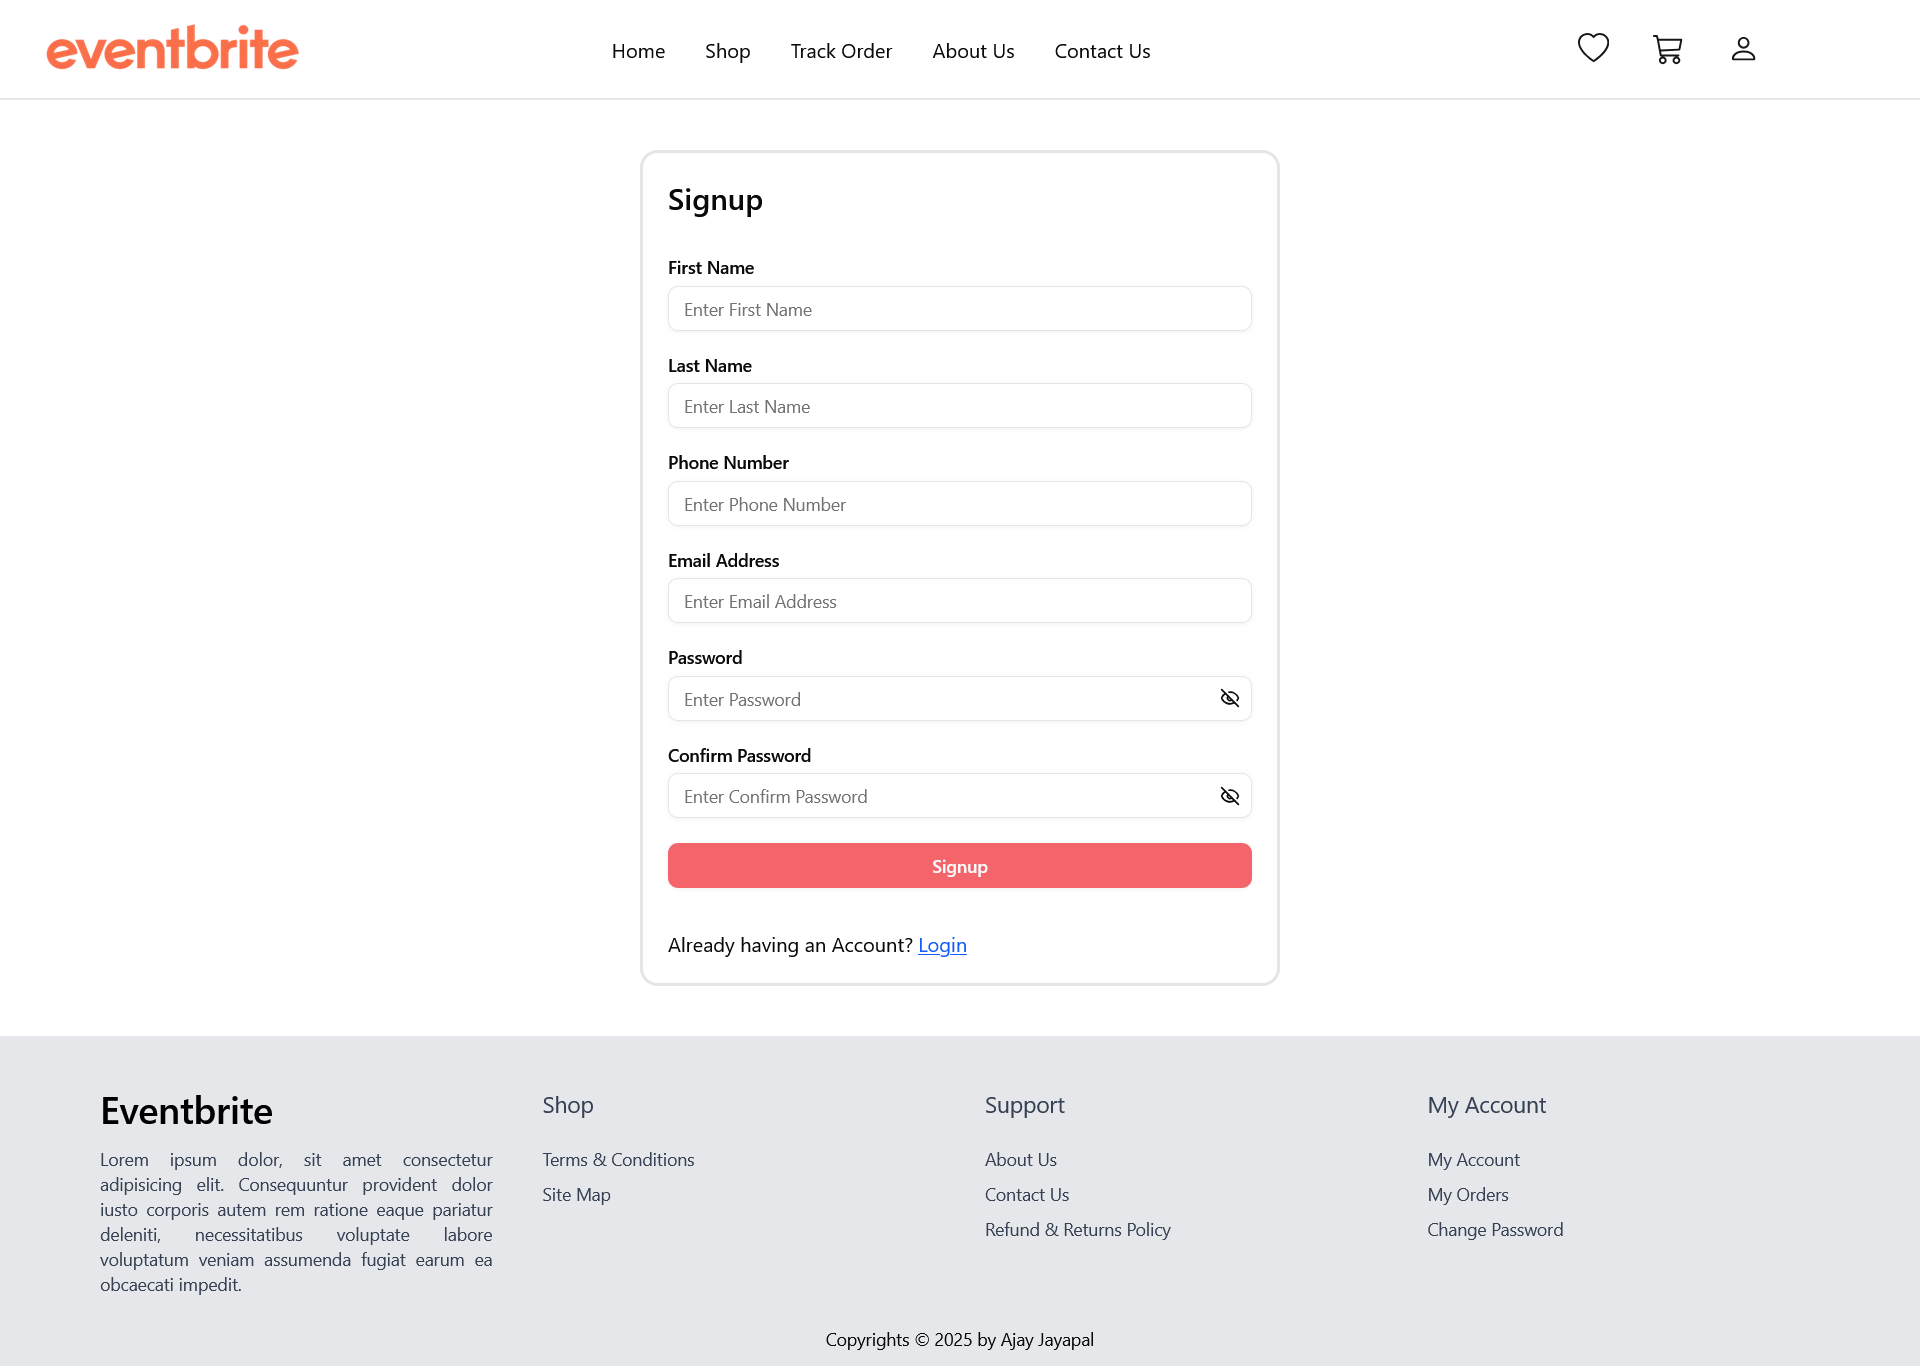 eventbrite
Home
Shop
Track Order
About Us
Contact Us
Signup
First Name
Enter First Name
Last Name
Enter Last Name
Phone Number
Enter Phone Number
Email Address
Enter Email Address
Password
Enter Password
Confirm Password
Enter Confirm Password
Signup
Already having an Account? Login
Eventbrite
Lorem ipsum dolor, sit amet consectetur
adipisicing elit. Consequuntur provident dolor
iusto corporis autem rem ratione eaque pariatur
deleniti, necessitatibus voluptate labore
voluptatum veniam assumenda fugiat earum ea
obcaecati impedit.
Shop
Terms & Conditions
Site Map
Support
About Us
Contact Us
Refund & Returns Policy
My Account
My Account
My Orders
Change Password
Copyrights © 2025 by Ajay Jayapal